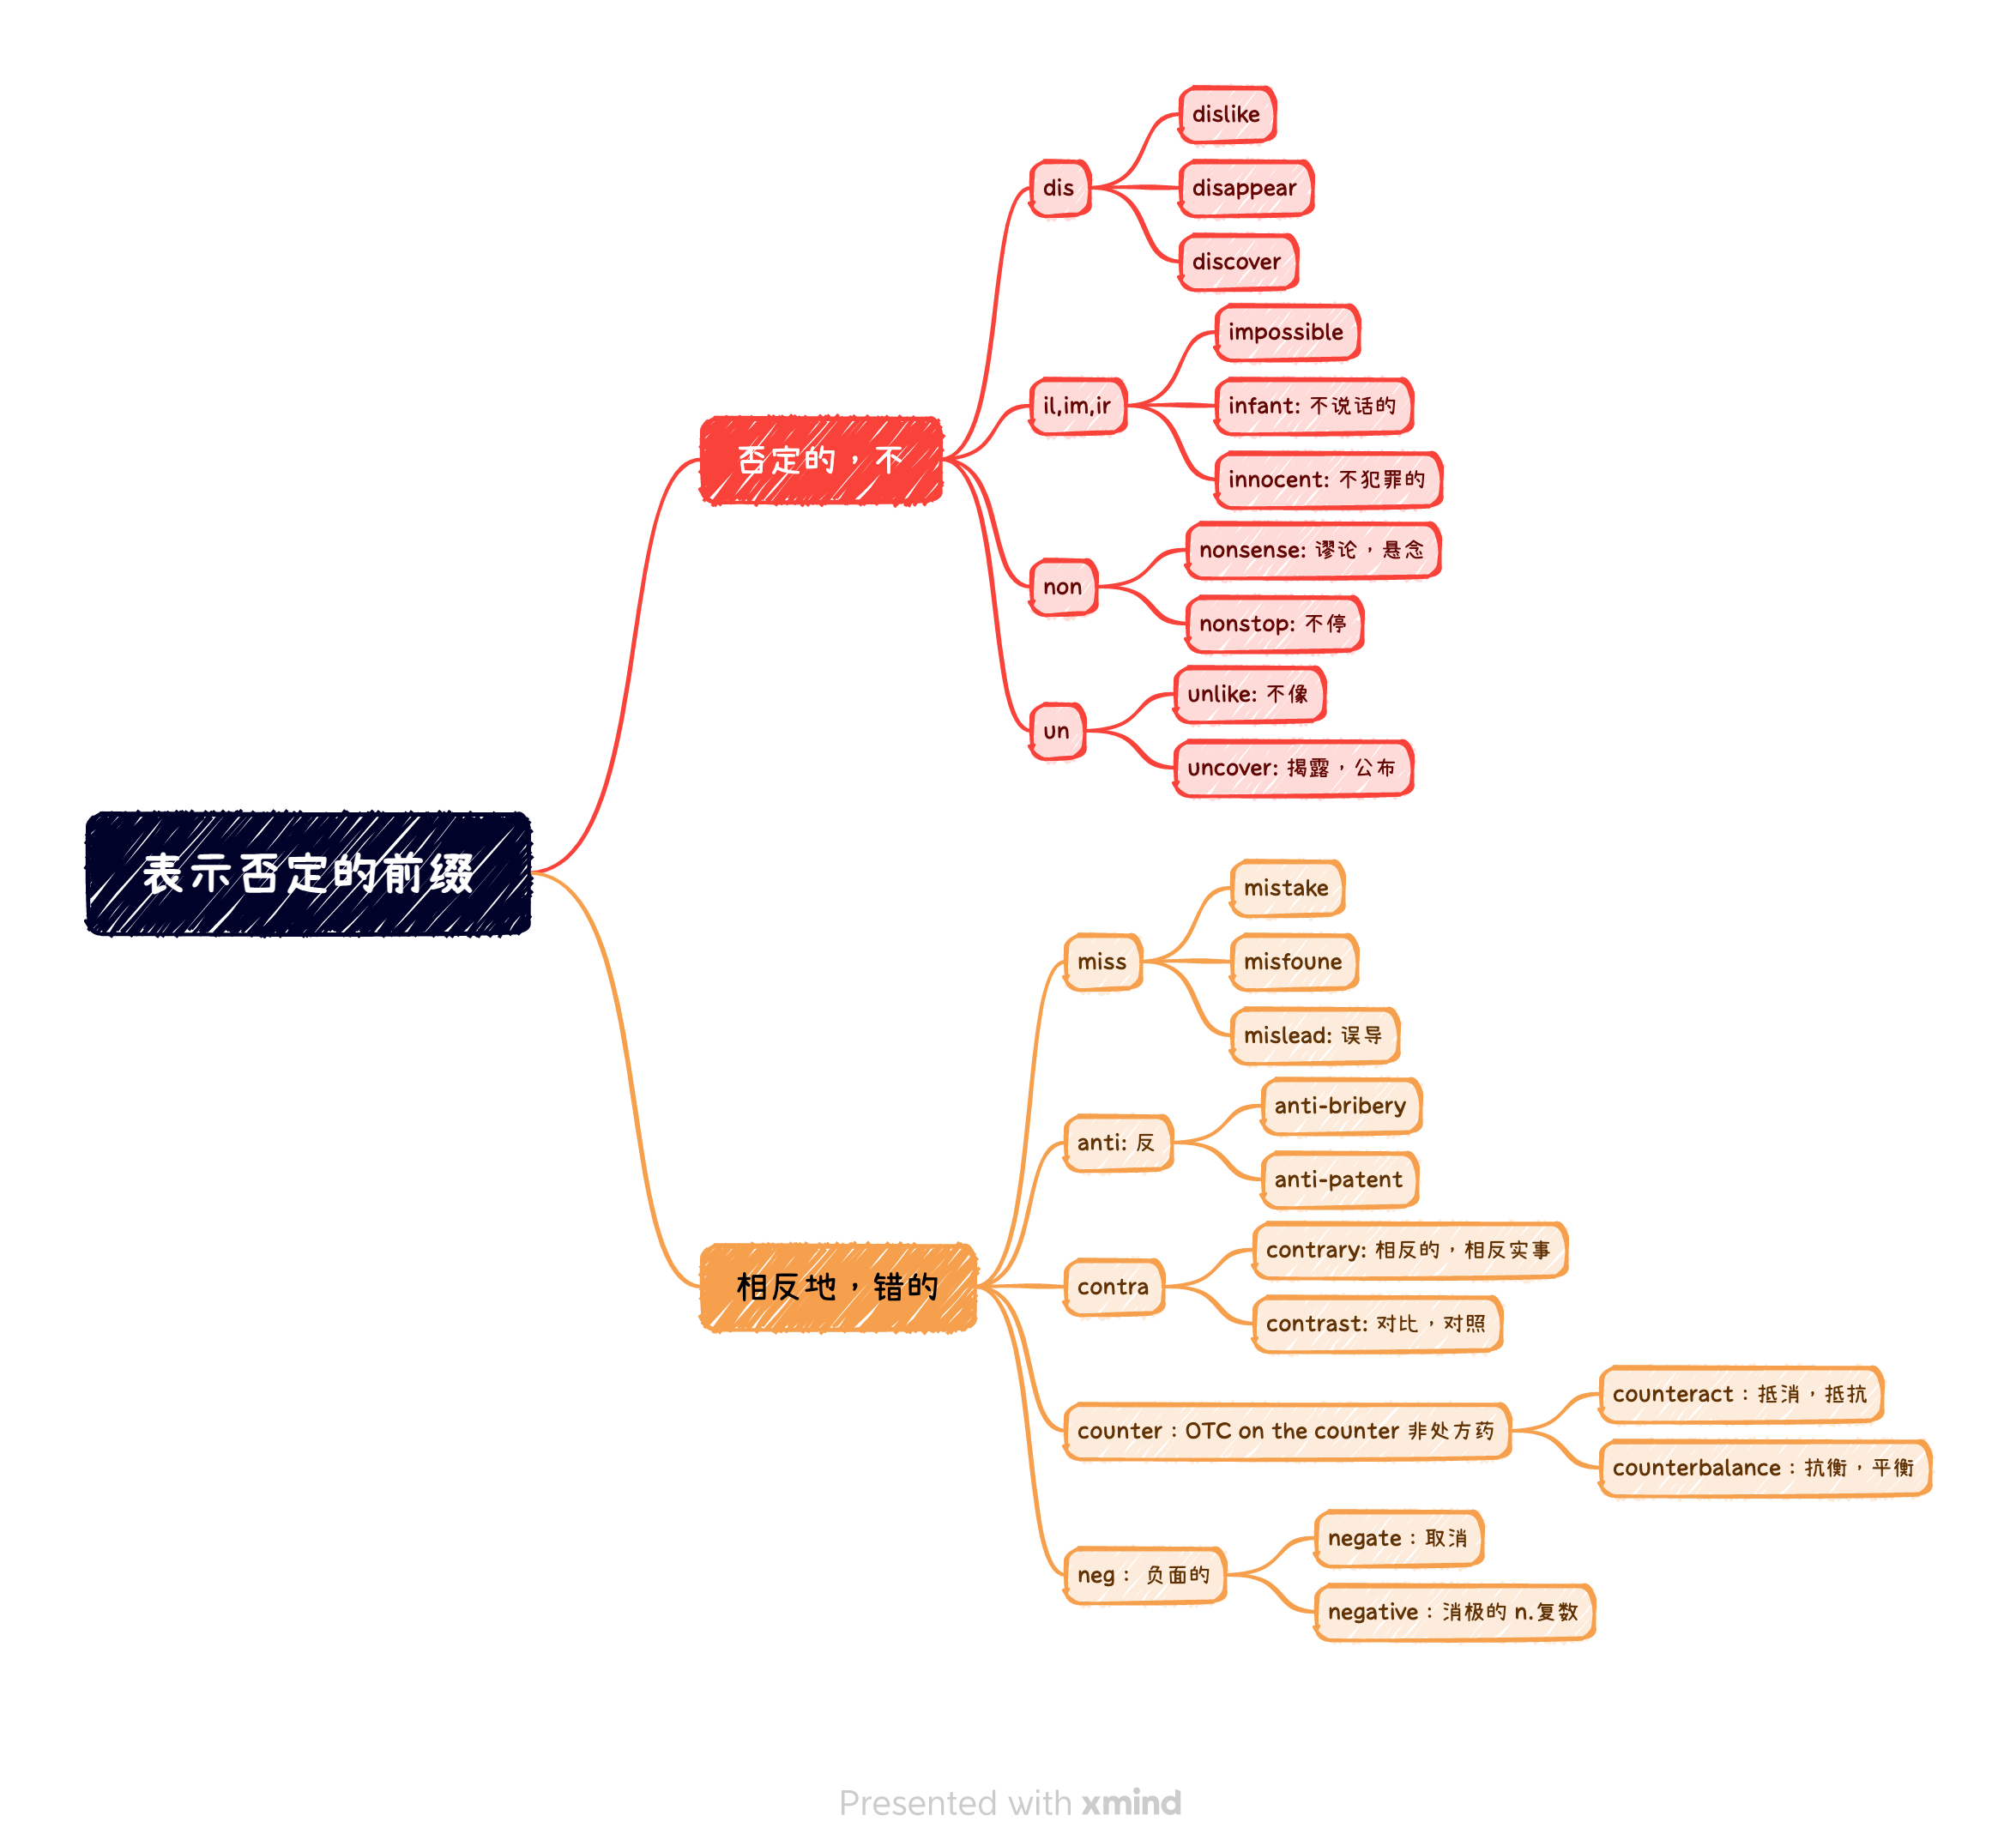 表示否定的前缀
否定的，不
dis
dislike
disappear
discover
il,im,ir
impossible
infant: 不说话的
innocent: 不犯罪的
non
nonsense: 谬论，悬念
nonstop: 不停
un
unlike: 不像
uncover: 揭露，公布
相反地，错的
miss
mistake
misfoune
mislead: 误导
anti: 反
anti-bribery
anti-patent
contra
contrary: 相反的，相反实事
contrast: 对比，对照
counter：OTC on the counter 非处方药
counteract：抵消，抵抗
counterbalance：抗衡，平衡
neg： 负面的
negate：取消
negative：消极的 n.复数
Presented with xmind